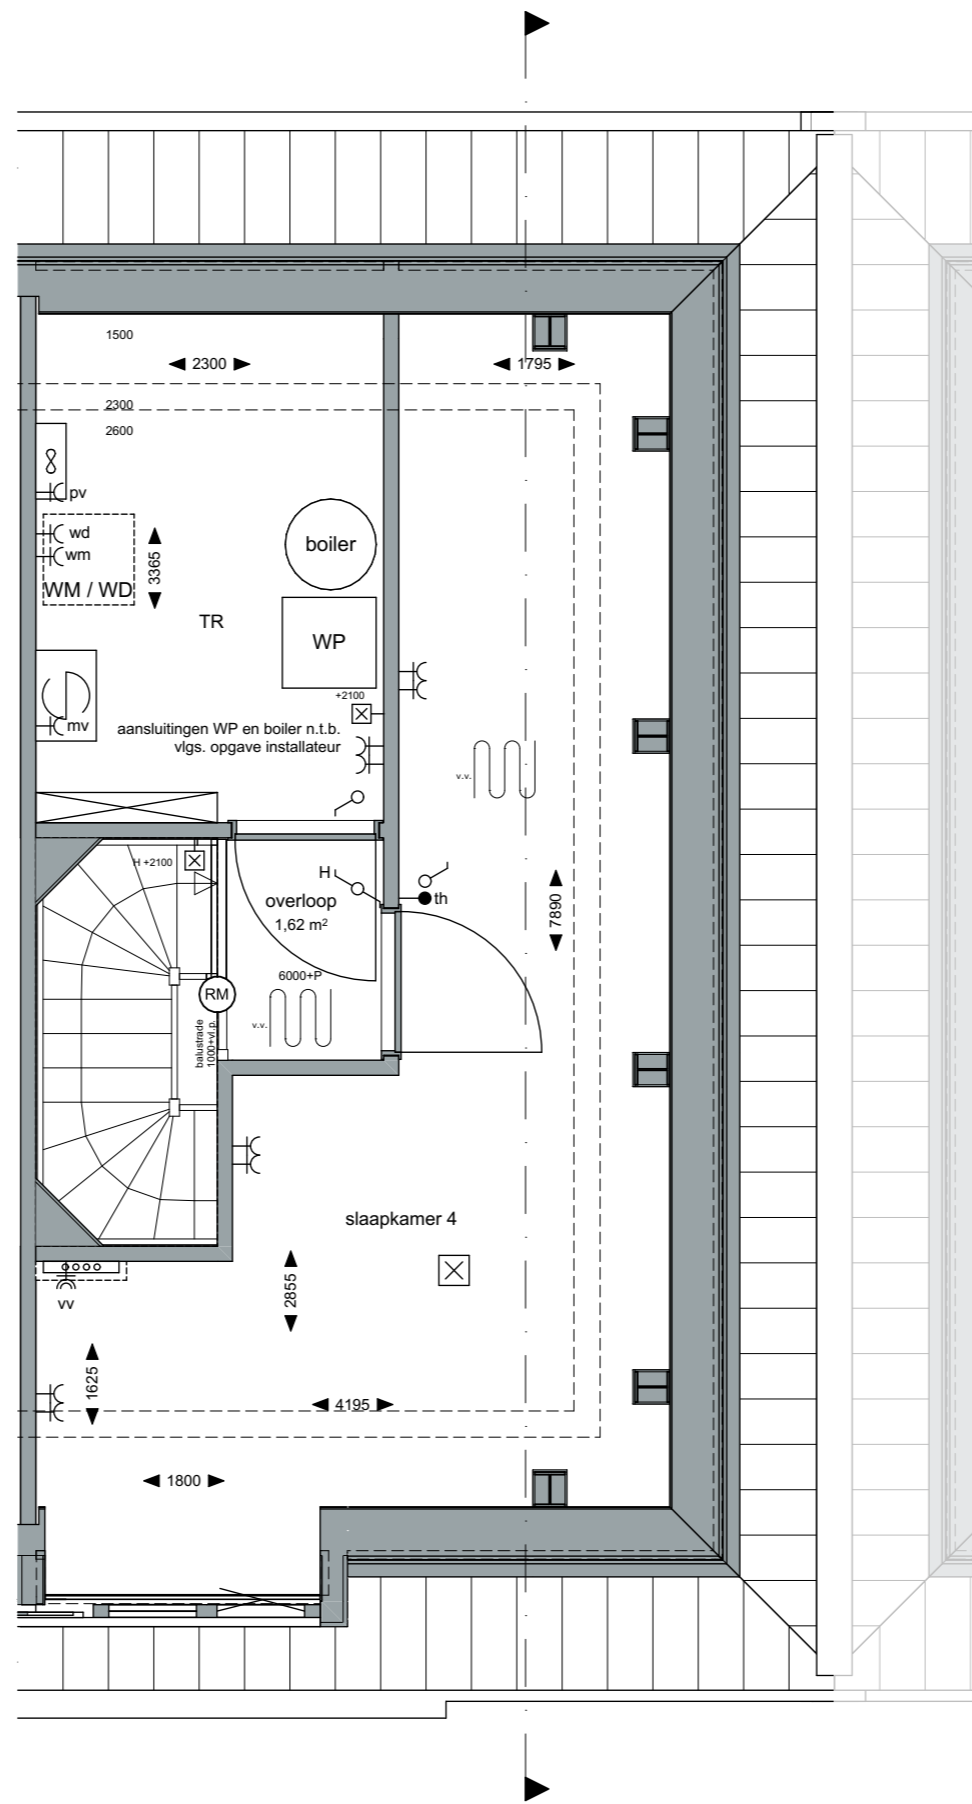 1500
2300
1795
2300
2600
pv
wd
wm
WM / WD
3365
boiler
TR
WP
+2100
mv
aansluitingen WP en boiler n.t.b.
vlgs. opgave installateur
v.v.
H +2100
H
overloop
1,62 m²
th
7890
6000+P
RM
v.v.
balustrade
1000+vl.p.
slaapkamer 4
vv
2855
1625
4195
1800